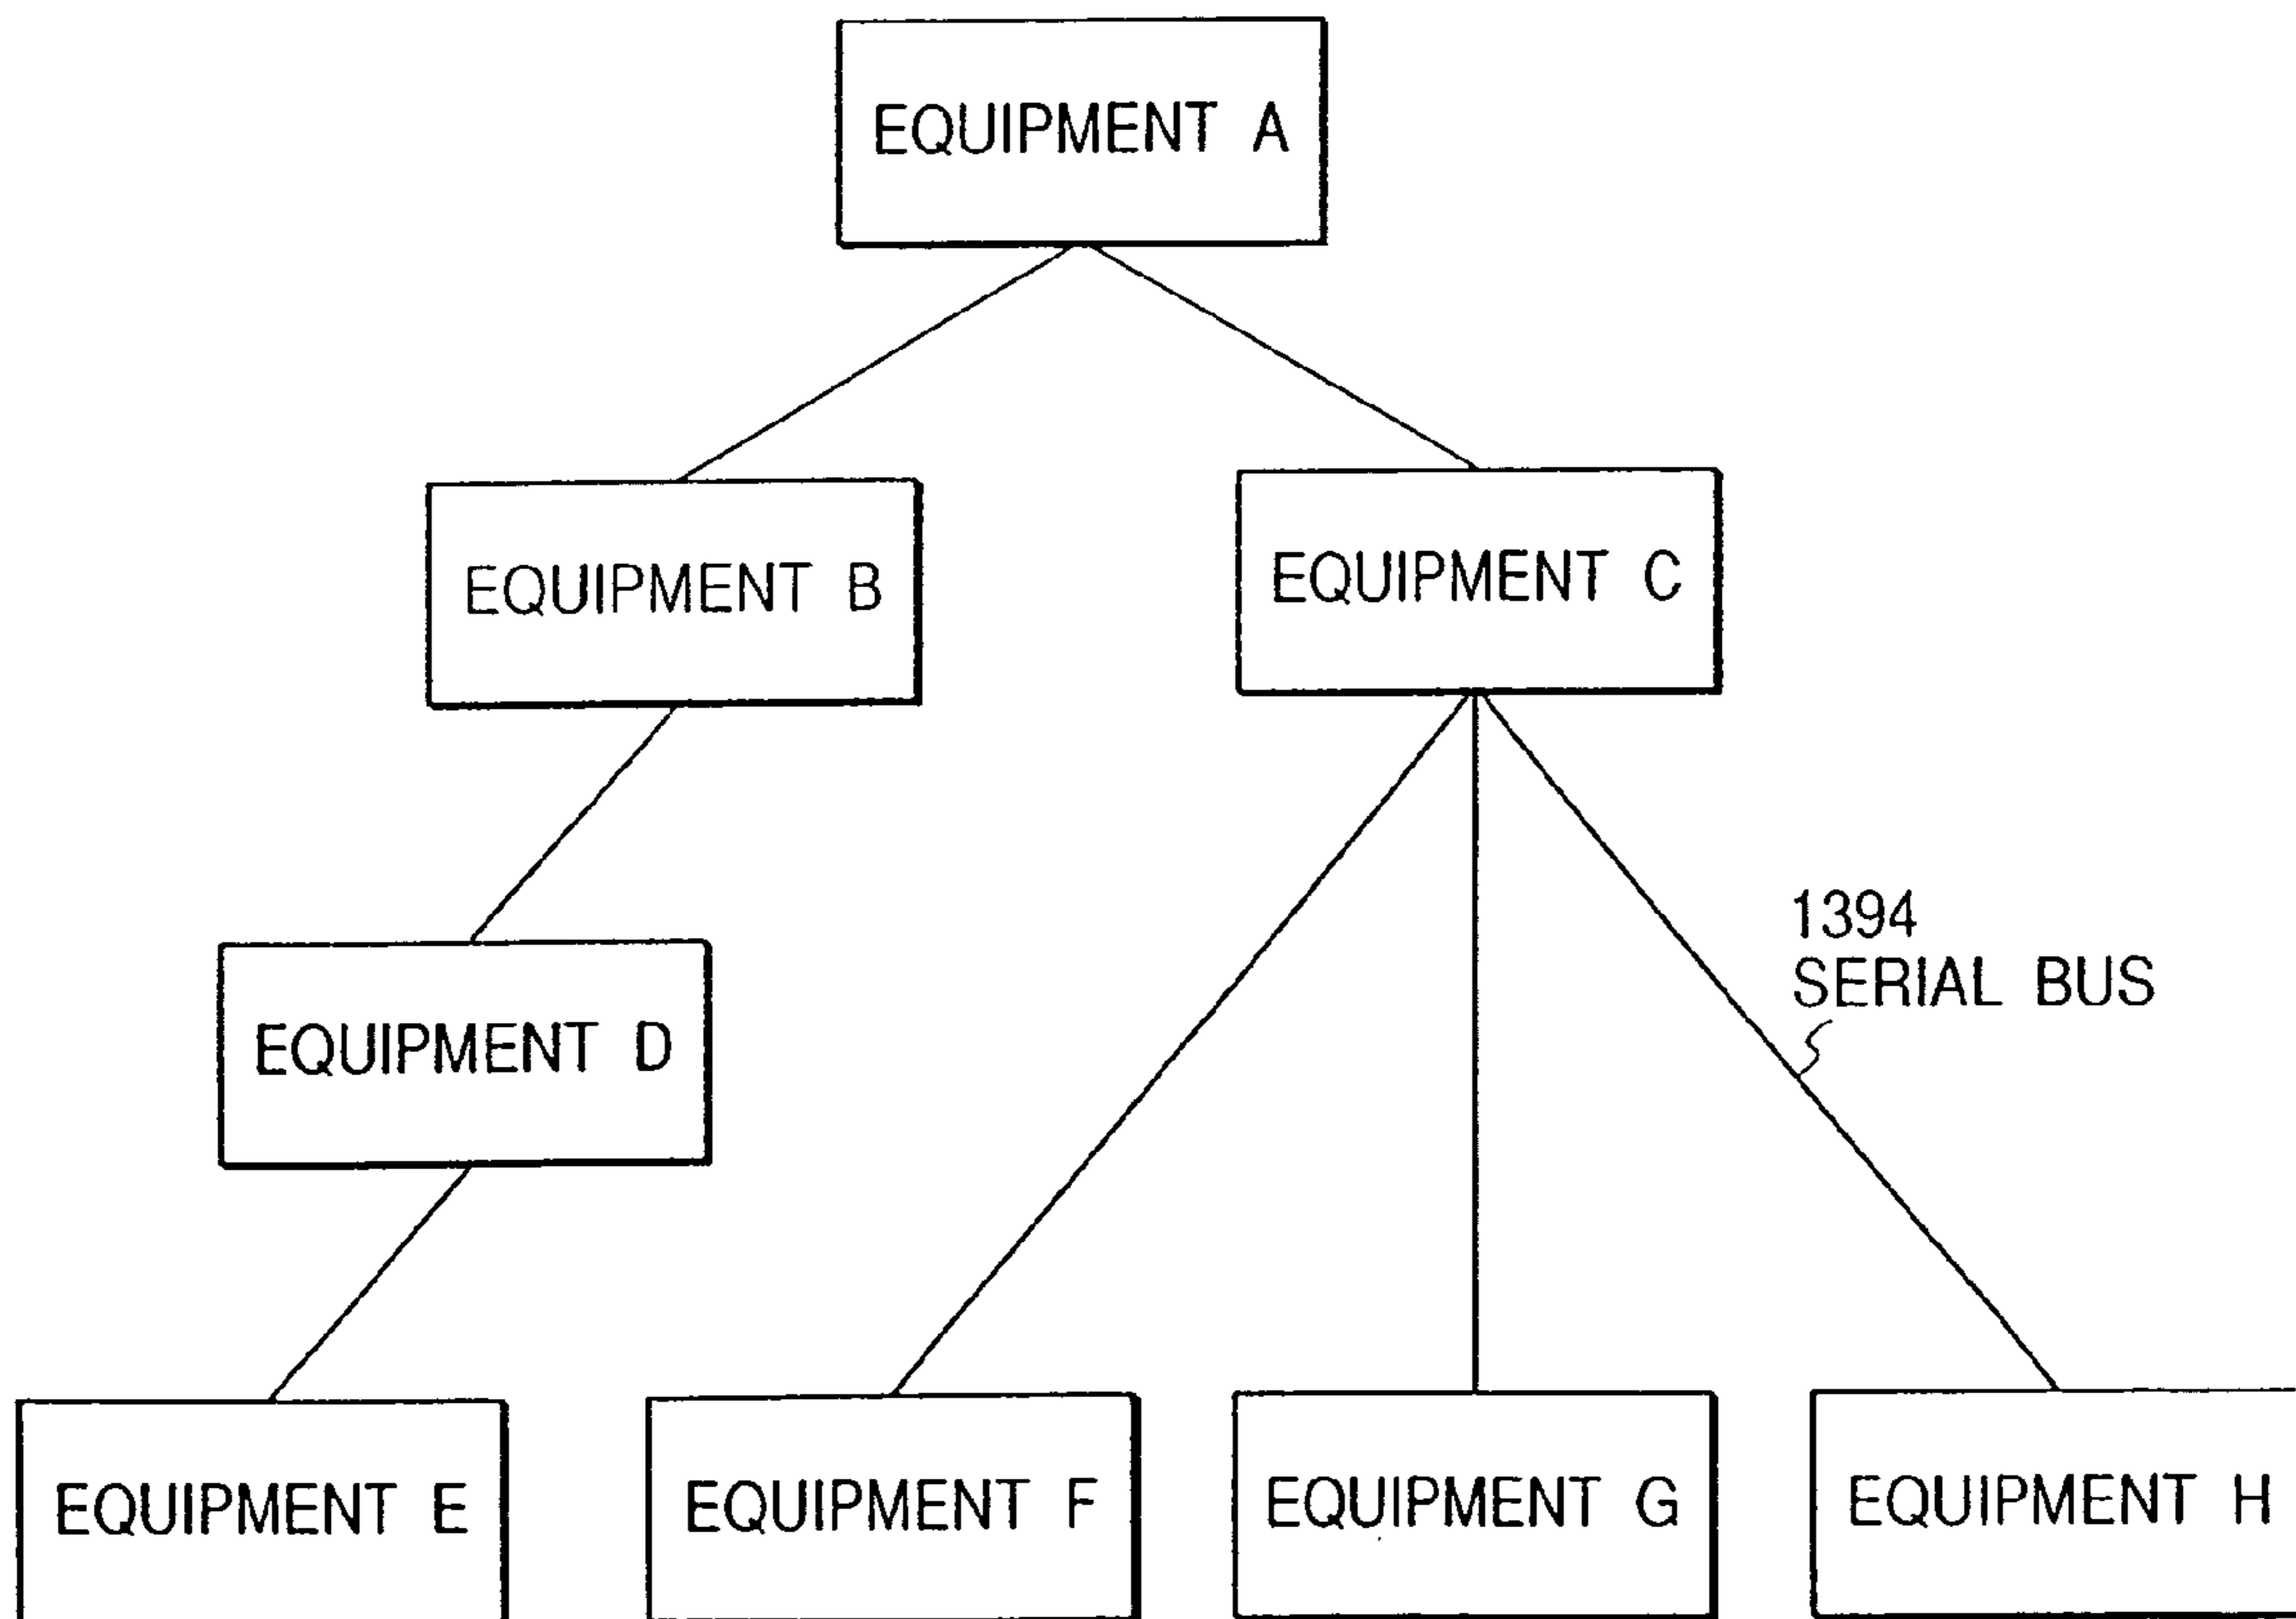 EQUIPMENT A
EQUIPMENT B
EQUIPMENT C
1394
SERIAL BUS
EQUIPMENT D
EQUIPMENT E
EQUIPMENT F
EQUIPMENT G
EQUIPMENT H